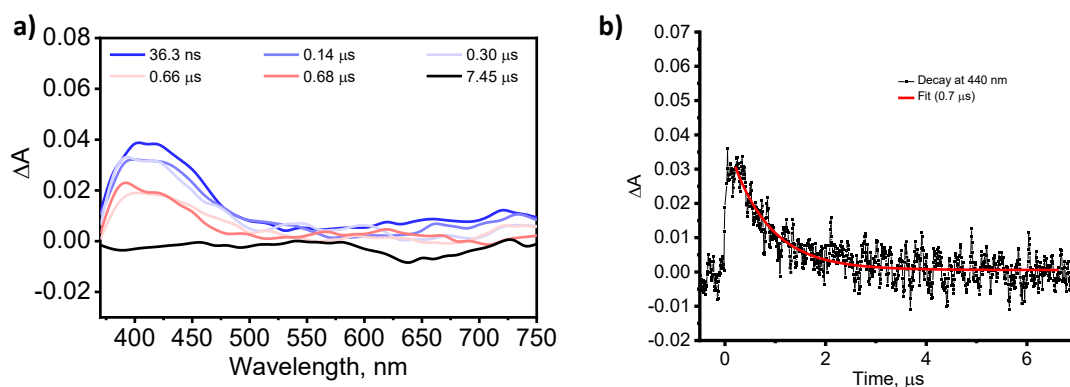 a)
0.08
0.06
0.04
0.02
0.00
-0.02
ΔA
36.3 ns 0.14 μs 0.30 μs
0.66 μs 0.68 μs 7.45 μs
400 450 500 550 600 650 700 750
Wavelength, nm
b)
0.07
0.06
0.05
0.04
0.03
0.02
0.01
0.00
-0.01
-0.02
ΔA
Decay at 440 nm
Fit (0.7 μs)
0 2 4 6
Time, μs